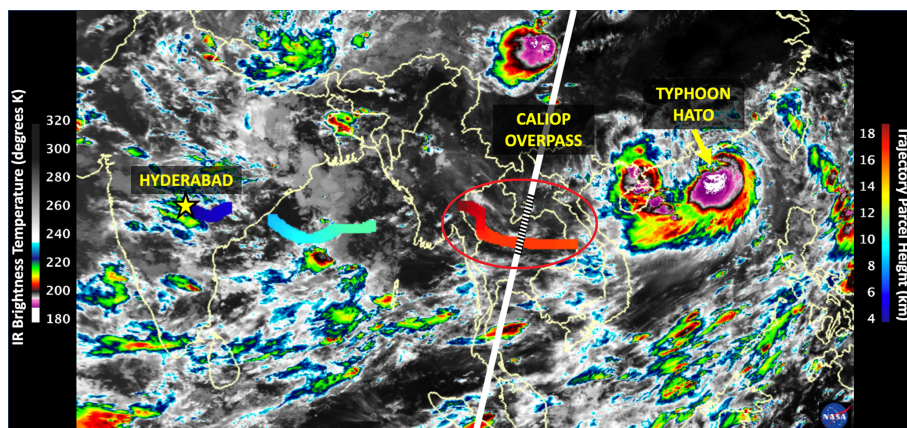 IR Brightness Temperature (degrees K)
320
300
280
260
240
220
200
180
HYDERABAD
CALIOP
OVERPASS
TYPHOON
HATO
18
16
14
12
10
8
6
4
Trajectory Parcel Height (km)
NASA